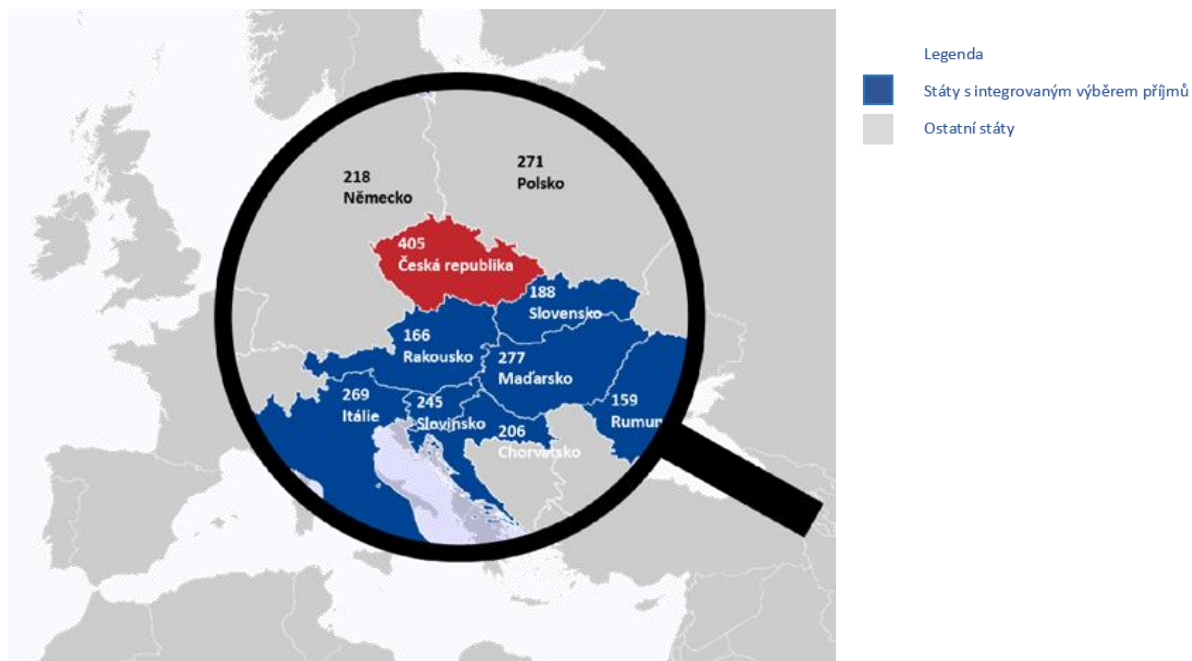 Legenda
Státy s integrovaným výběrem příjmů
Ostatní státy
271
Polsko
218
Německo
405
Česká republika
188
Slovensko
166
Rakousko
277
Maďarsko
269
Itálie
245
Slovinsko
159
Rumun
206
Chorvatsko